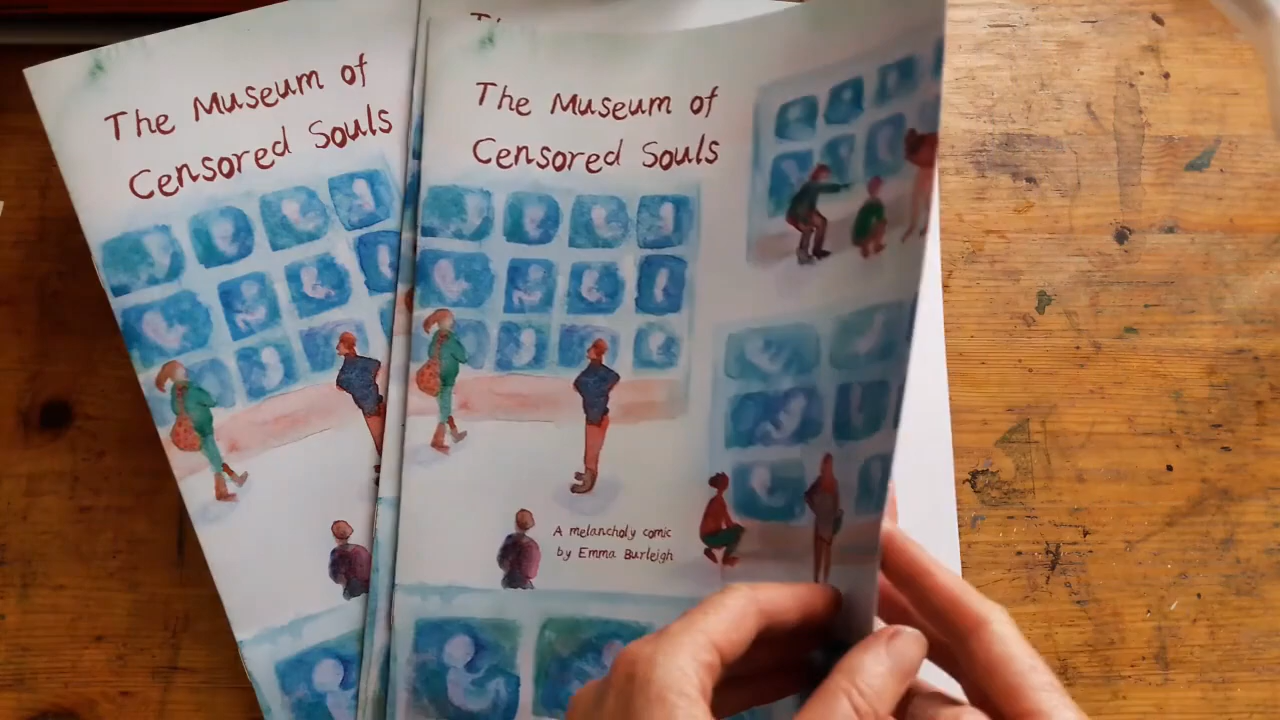 The Museum of
Censored Souls
The Museum of
Censored Souls
A melancholy comic
by Emma Burleigh